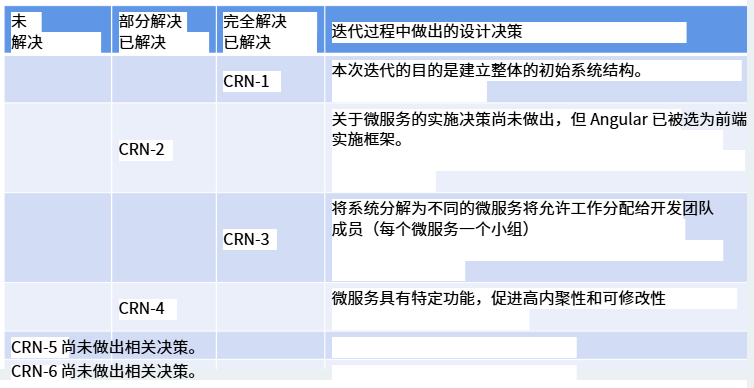 未
解决
部分解决
已解决
完全解决
已解决
迭代过程中做出的设计决策
CRN-1
本次迭代的目的是建立整体的初始系统结构。
CRN-2
关于微服务的实施决策尚未做出，但 Angular 已被选为前端
实施框架。
CRN-3
将系统分解为不同的微服务将允许工作分配给开发团队
成员（每个微服务一个小组）
CRN-4
微服务具有特定功能，促进高内聚性和可修改性
CRN-5 尚未做出相关决策。
CRN-6 尚未做出相关决策。